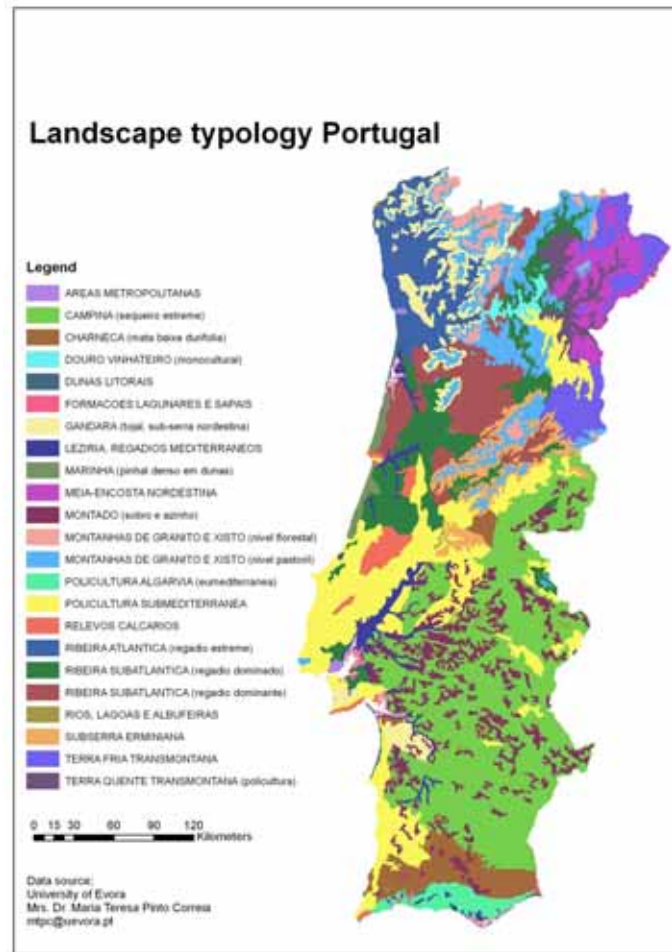 Landscape typology Portugal
Legend
AREAS METROPOLITANAS
CAMPINA (sequeiro estreme)
CHARNECA (mata baixa durifolia)
DOURO VINHATEIRO (monocultural)
DUNAS LITORAIS
FORMACOES LAGUNARES E SAPAIS
GANDARA (tojal, sub-serra nordestina)
LEZIRIA, REGADIOS MEDITERRANEOS
MARINHA (pinhal denso em dunas)
MEIA-ENCOSTA NORDESTINA
MONTADO (sobro e azinho)
MONTANHAS DE GRANITO E XISTO (nivel florestal)
MONTANHAS DE GRANITO E XISTO (nivel pastoril)
POLICULTURA ALGARVIA (eumediterranea)
POLICULTURA SUBMEDITERRANEA
RELEVOS CALCARIOS
RIBEIRA ATLANTICA (regadio estreme)
RIBEIRA SUBATLANTICA (regadio dominado)
RIBEIRA SUBATLANTICA (regadio dominante)
RIOS, LAGOAS E ALBUFEIRAS
SUBSERRA ERMINIANA
TERRA FRIA TRANSMONTANA
TERRA QUENTE TRANSMONTANA (policultura)
0 15 30 60 90 120
Kilometers
Data source:
University of Evora
Mrs. Dr. Maria Teresa Pinto Correia
mtpc@uevora.pt